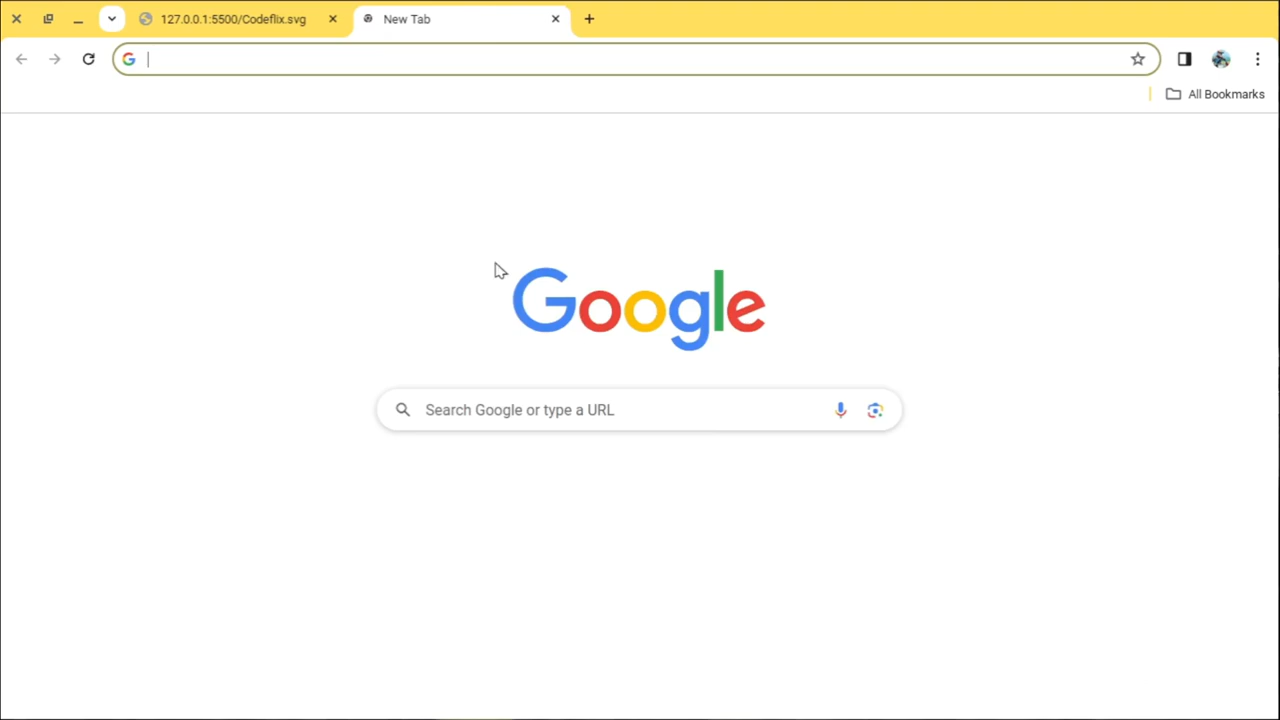 127.0.0.1:5500/Codeflix.svg
New Tab
All Bookmarks
Google
Search Google or type a URL